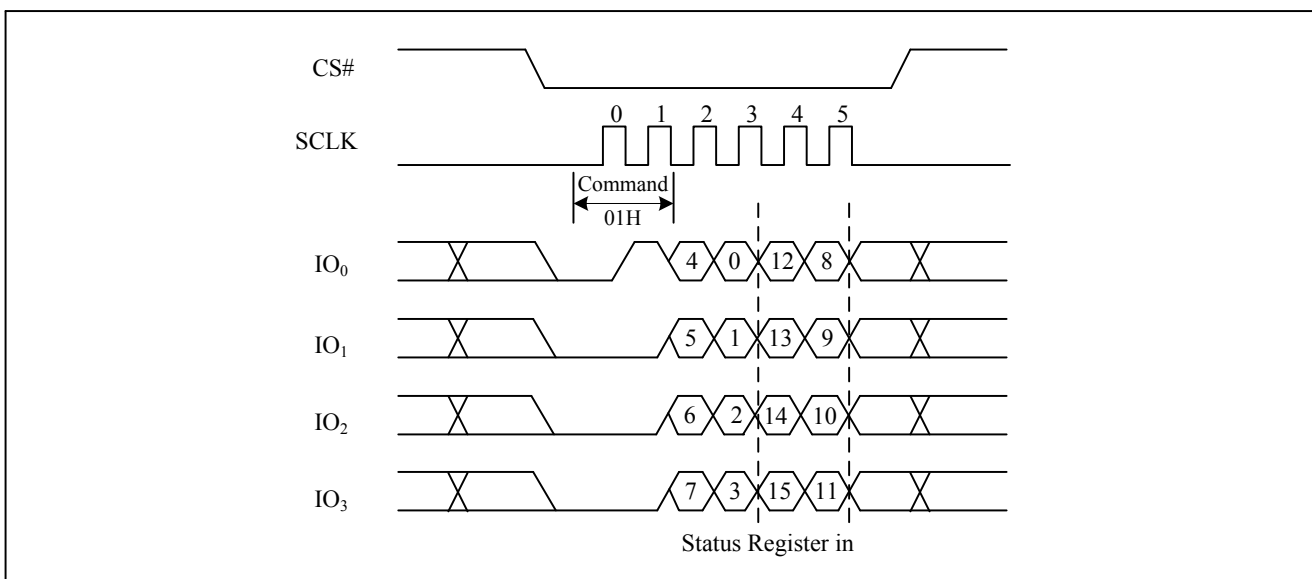 CS#
0 1 2 3 4 5
SCLK
Command
01H
IO0 4 0 12 8
IO1 5 1 13 9
IO2 6 2 14 10
IO3 7 3 15 11
Status Register in